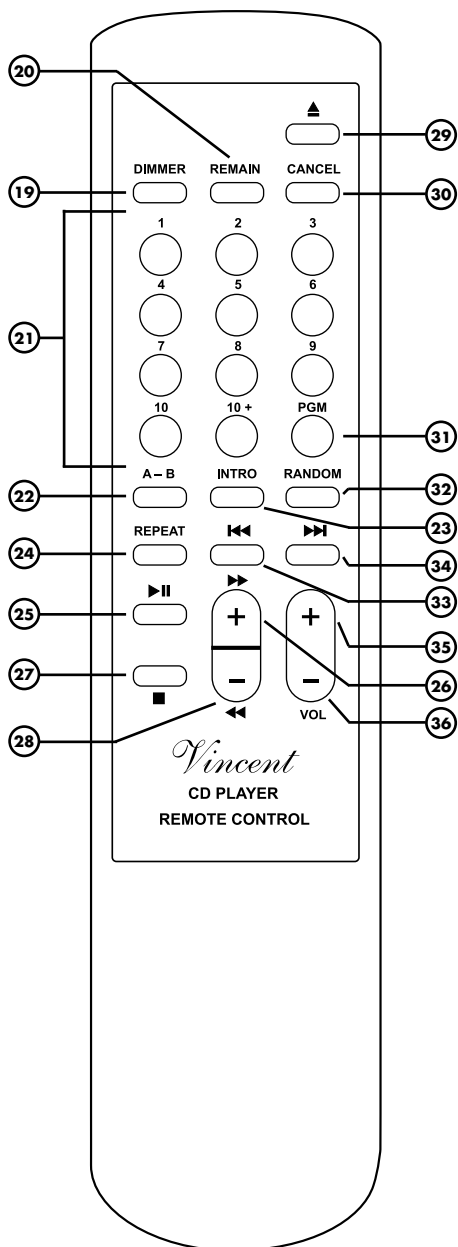 20
29
DIMMER REMAIN CANCEL
19
30
1 2 3
4 5 6
21
7 8 9
10 10 + PGM
31
A – B INTRO RANDOM
22
32
23
REPEAT
24
34
33
25
+ +
35
27
26
– –
36
VOL
28
Vincent
CD PLAYER
REMOTE CONTROL